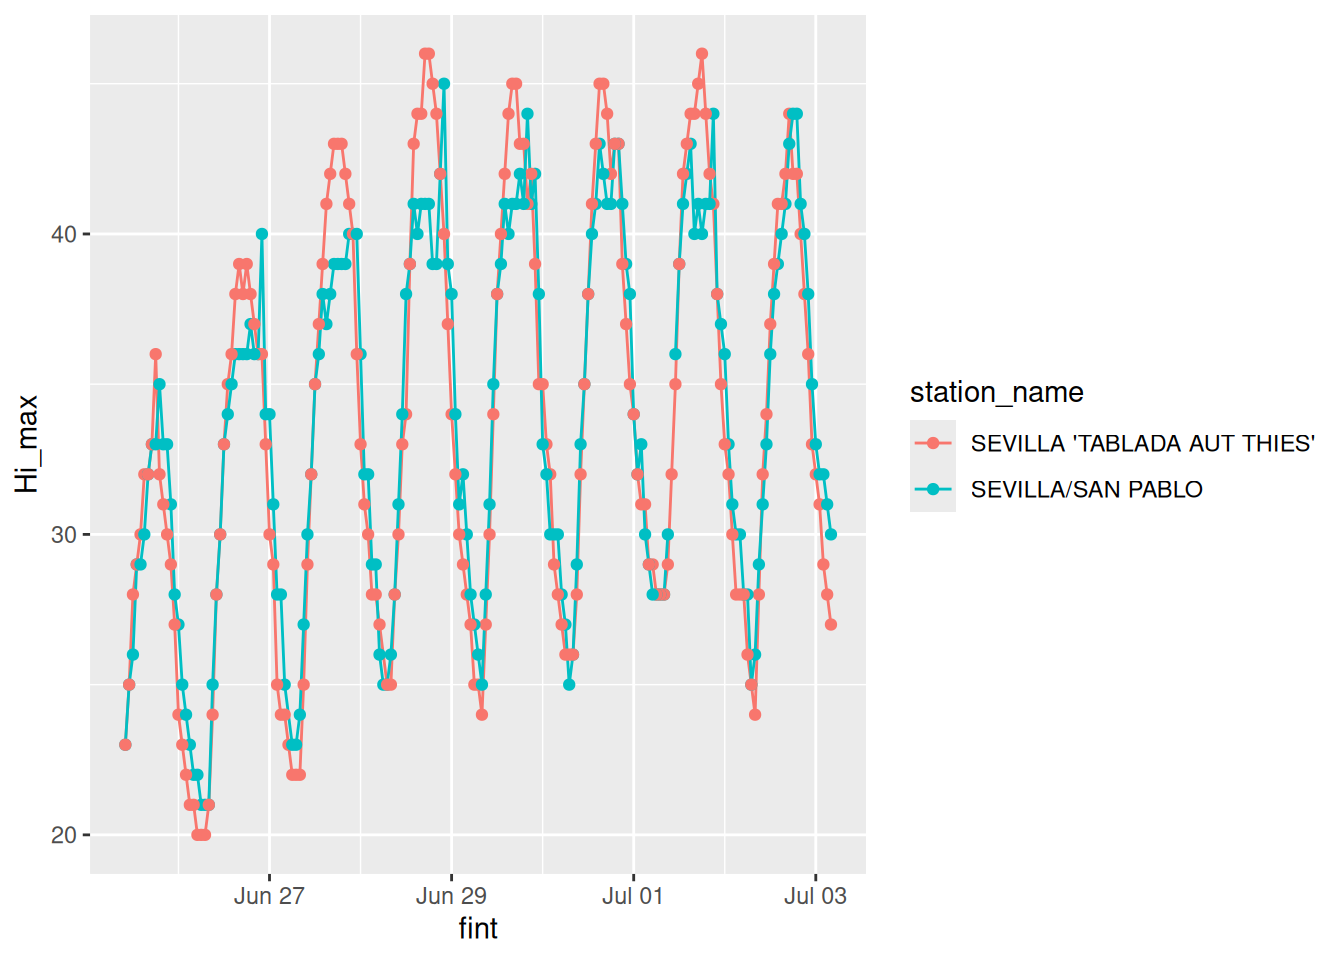 Hi_max
40
30
20
Jun 27
Jun 29
Jul 01
Jul 03
fint
station_name
SEVILLA 'TABLADA AUT THIES'
SEVILLA/SAN PABLO